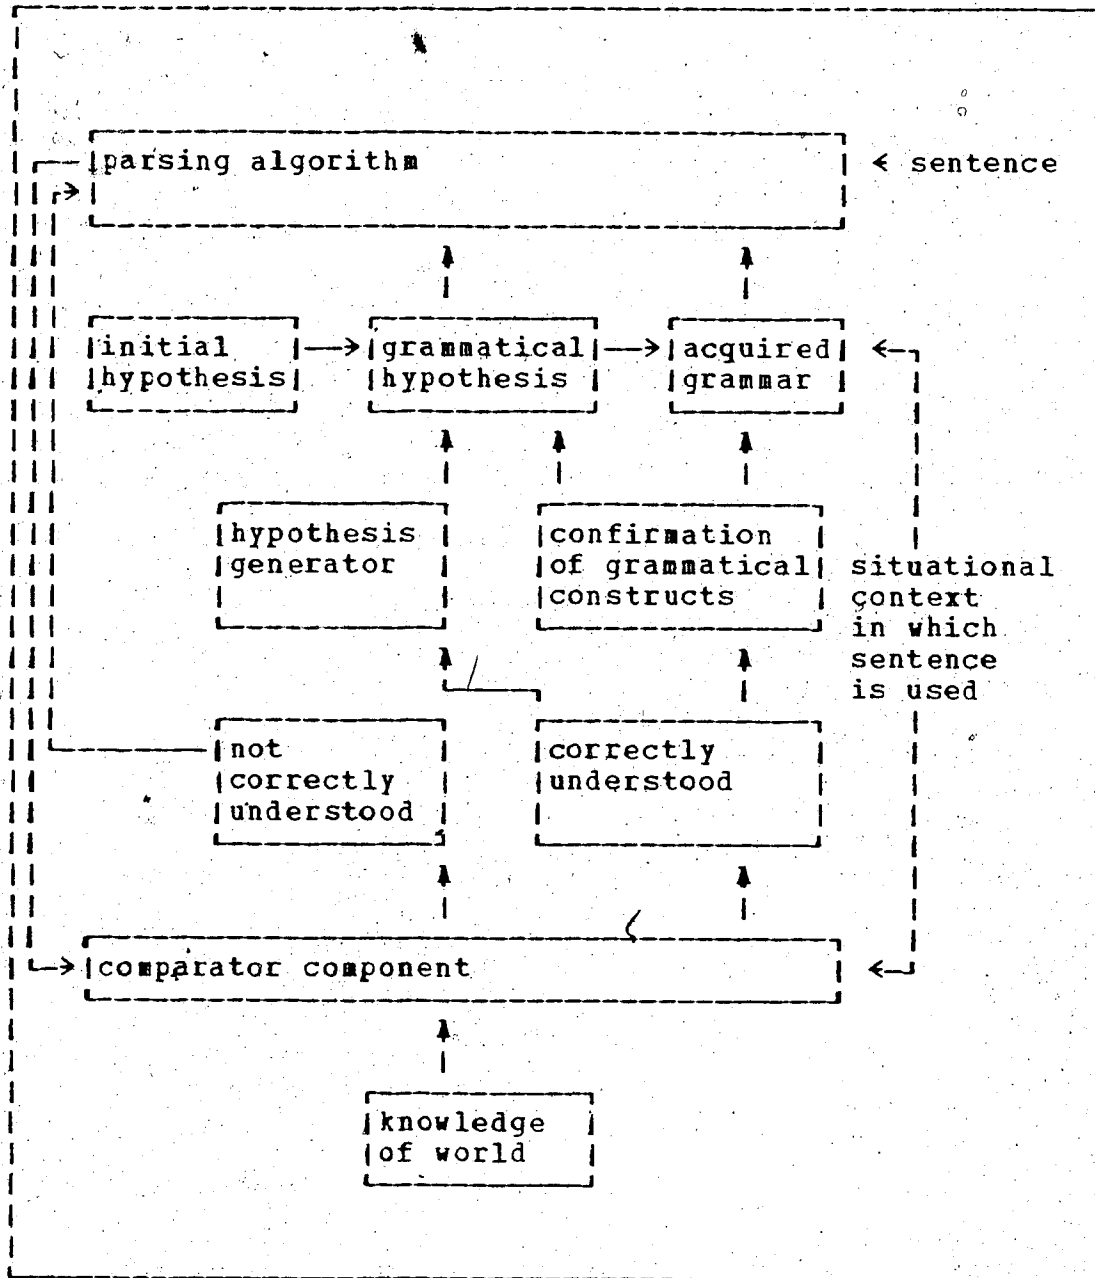 parsing algorithm
sentence
initial
hypothesis
grammatical
hypothesis
acquired
grammar
hypothesis
generator
confirmation
of grammatical
constructs
situational
context
in which
sentence
is used
not
correctly
understood
correctly
understood
comparator component
knowledge
of world